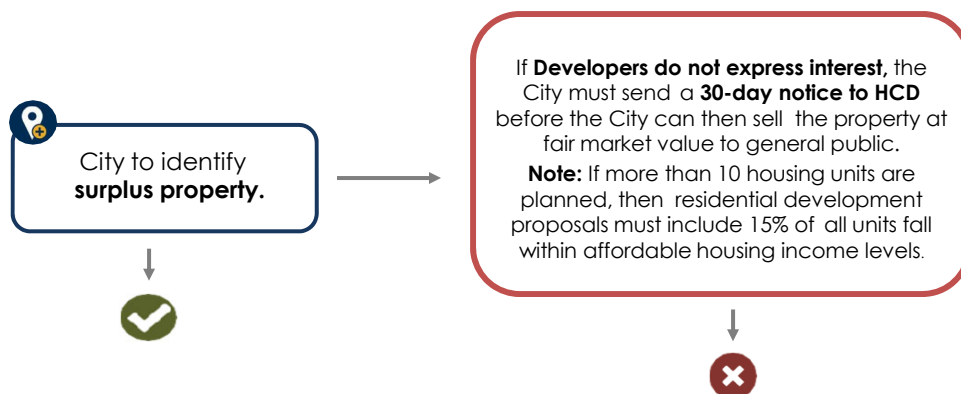 City to identify
surplus property.
If Developers do not express interest, the
City must send a 30-day notice to HCD
before the City can then sell the property at
fair market value to general public.
Note: If more than 10 housing units are
planned, then residential development
proposals must include 15% of all units fall
within affordable housing income levels.